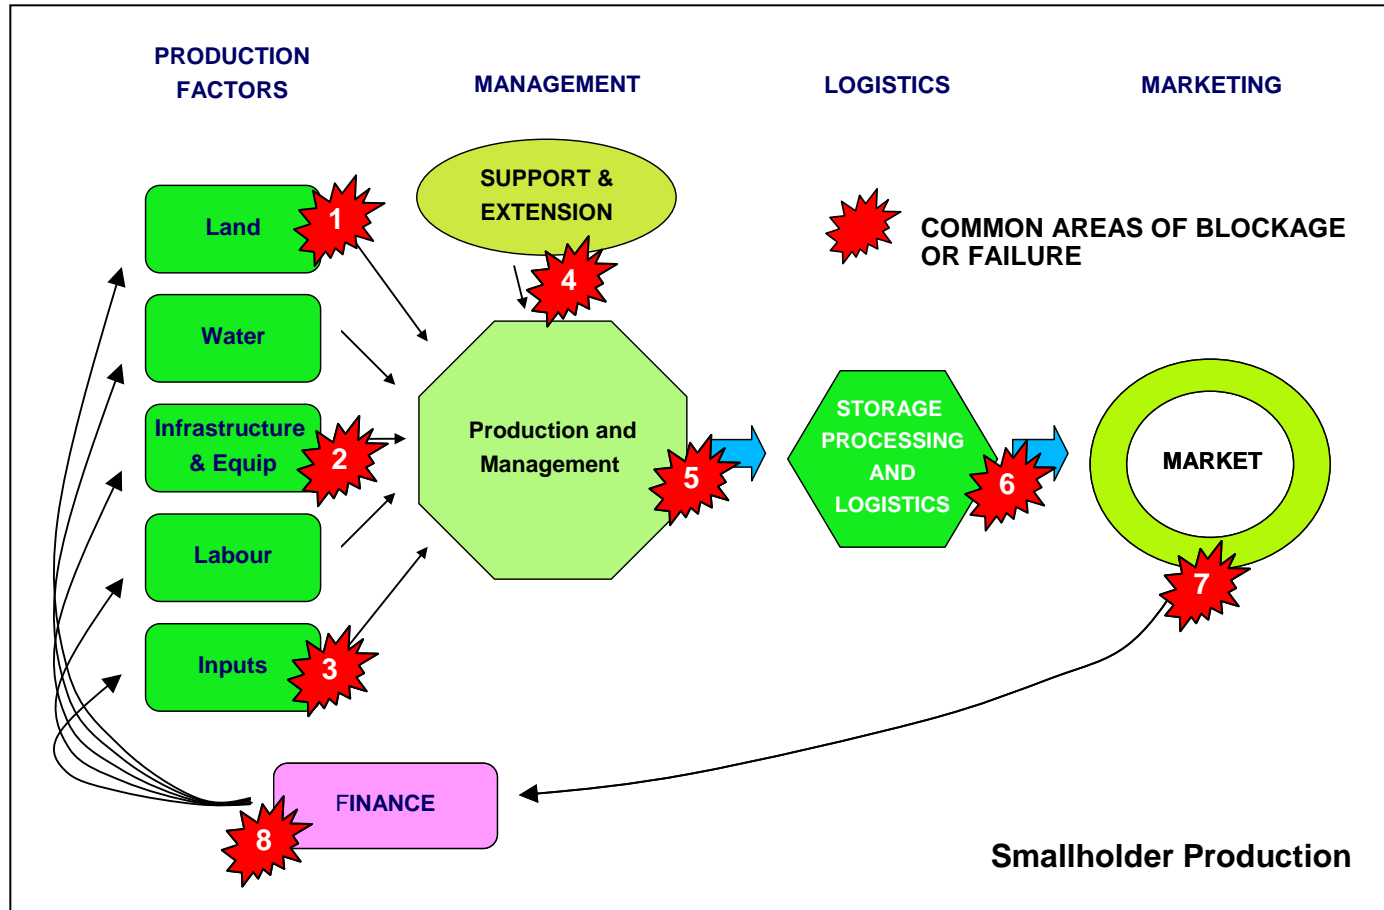 PRODUCTION
FACTORS
MANAGEMENT
LOGISTICS
MARKETING
SUPPORT &
EXTENSION
Land
1
4
COMMON AREAS OF BLOCKAGE
OR FAILURE
Water
Infrastructure
& Equip
2
Production and
Management
5
STORAGE
PROCESSING
AND
LOGISTICS
6
MARKET
7
Labour
Inputs
3
FINANCE
8
Smallholder Production